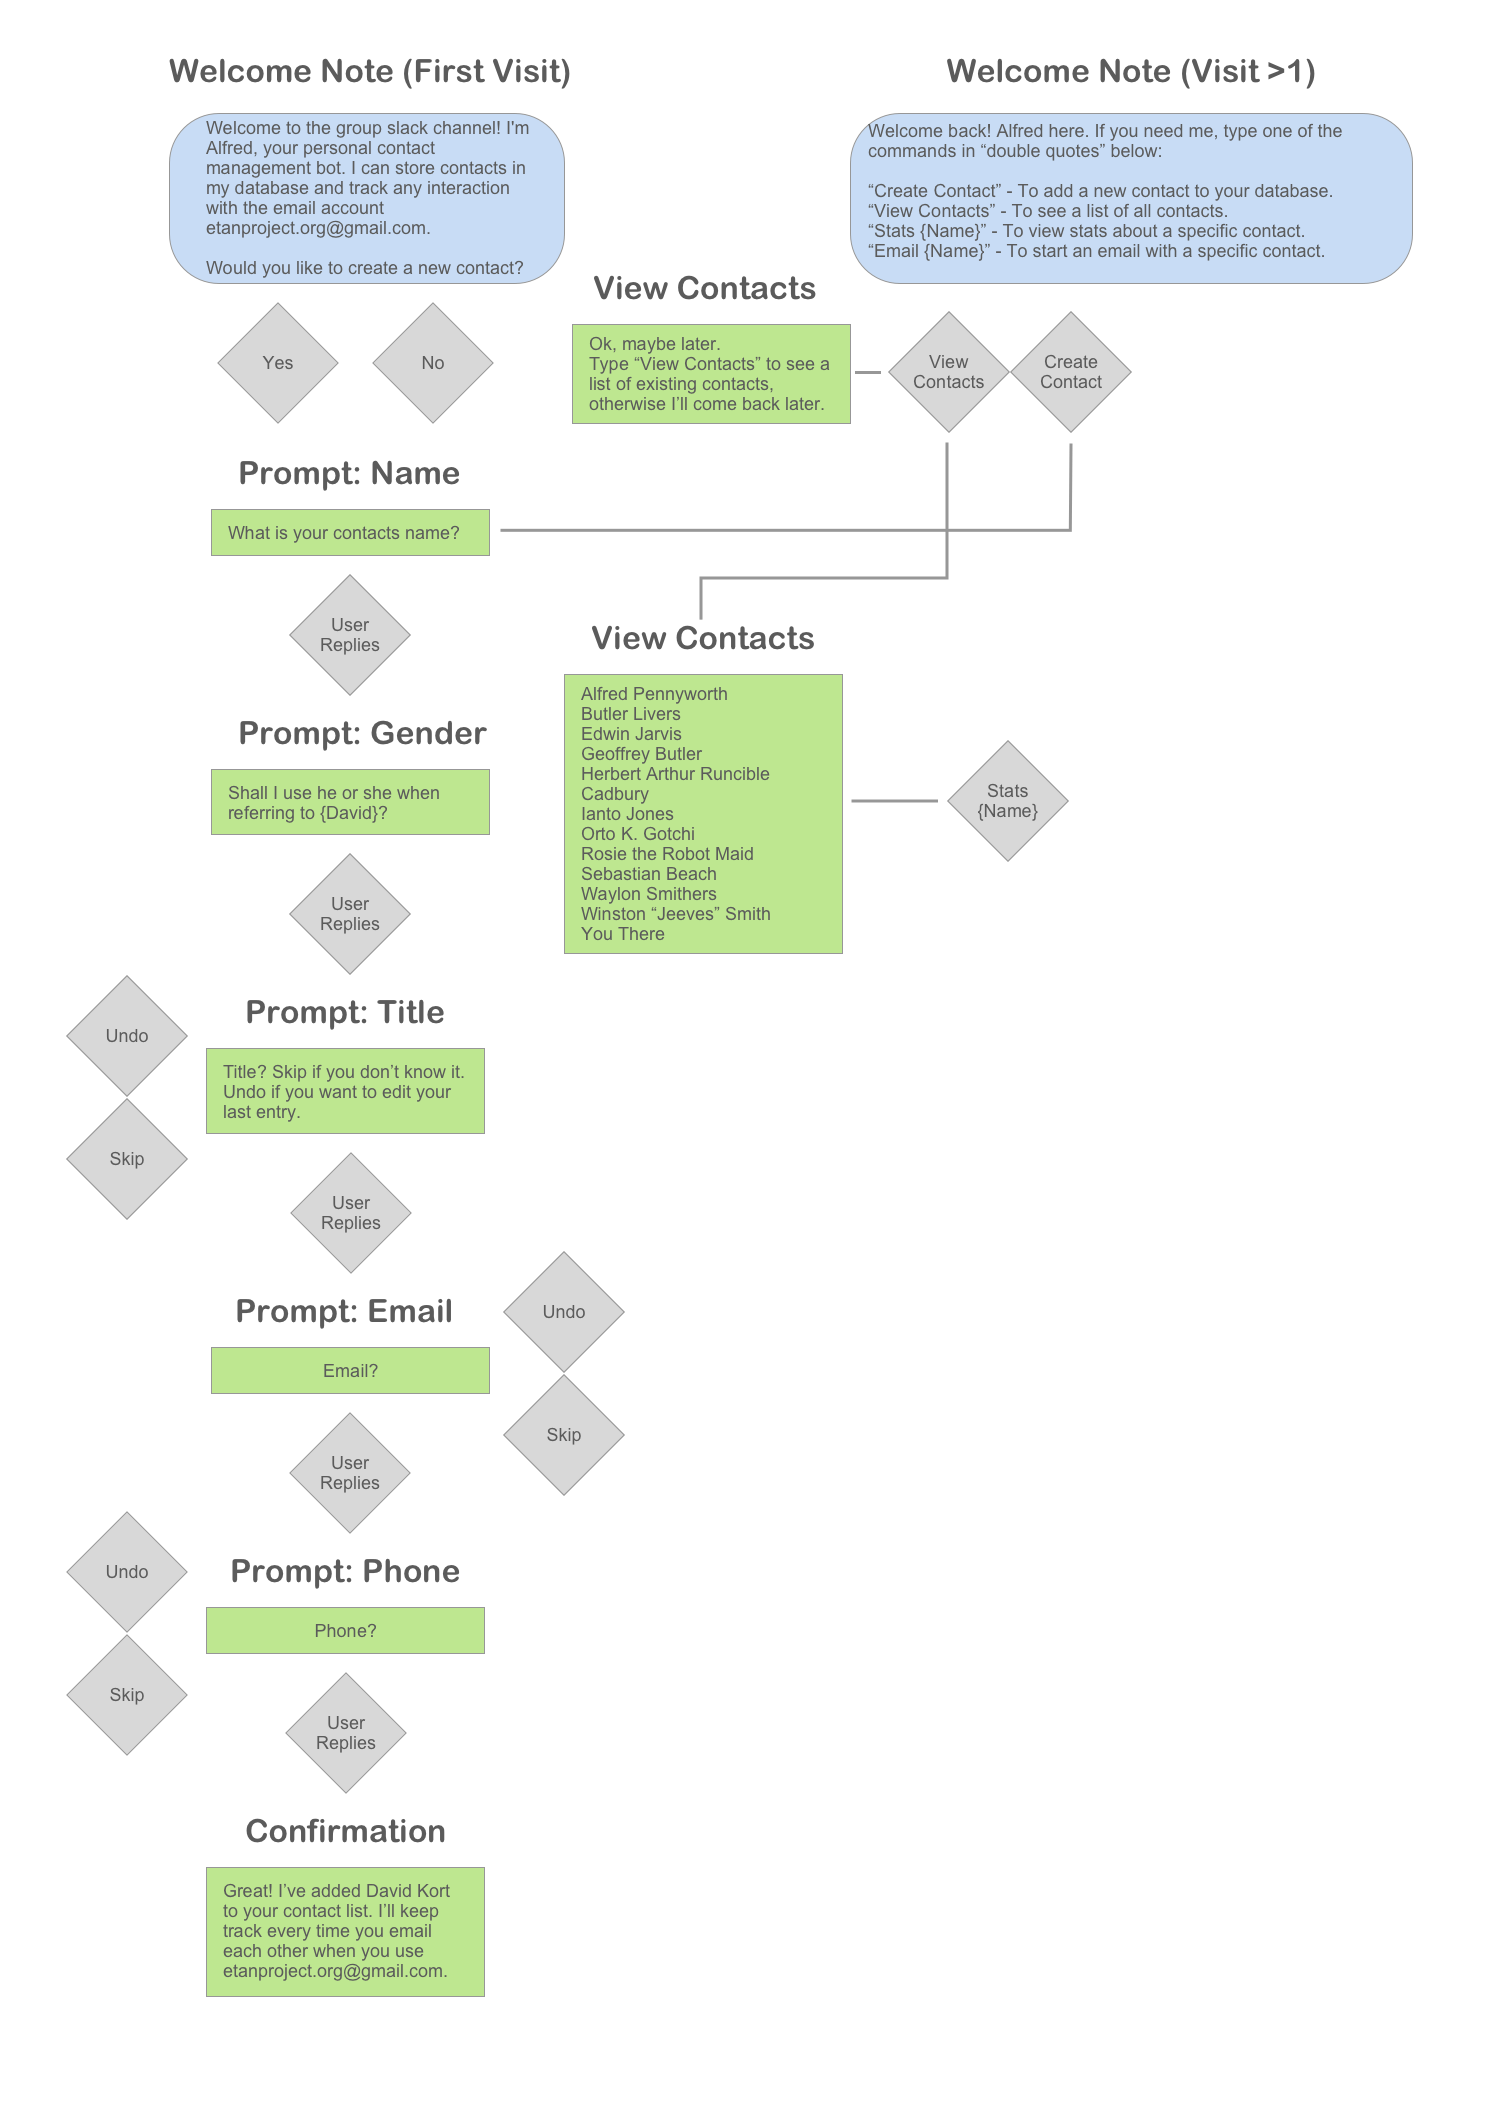 Welcome Note (First Visit)
Welcome to the group slack channel! I'm
Alfred, your personal contact
management bot. I can store contacts in
my database and track any interaction
with the email account
etanproject.org@gmail.com.
Would you like to create a new contact?
Yes
No
Welcome Note (Visit >1)
Welcome back! Alfred here. If you need me, type one of the
commands in “double quotes” below:
“Create Contact” - To add a new contact to your database.
“View Contacts” - To see a list of all contacts.
“Stats {Name}” - To view stats about a specific contact.
“Email {Name}” - To start an email with a specific contact.
View Contacts
Ok, maybe later.
Type “View Contacts” to see a
list of existing contacts,
otherwise I’ll come back later.
View
Contacts
Create
Contact
Prompt: Name
What is your contacts name?
User
Replies
View Contacts
Alfred Pennyworth
Butler Livers
Edwin Jarvis
Geoffrey Butler
Herbert Arthur Runcible
Cadbury
Ianto Jones
Orto K. Gotchi
Rosie the Robot Maid
Sebastian Beach
Waylon Smithers
Winston “Jeeves” Smith
You There
Stats
{Name}
Prompt: Gender
Shall I use he or she when
referring to {David}?
User
Replies
Prompt: Title
Undo
Title? Skip if you don’t know it.
Undo if you want to edit your
last entry.
Skip
User
Replies
Prompt: Email
Undo
Email?
Skip
User
Replies
Prompt: Phone
Undo
Phone?
Skip
User
Replies
Confirmation
Great! I’ve added David Kort
to your contact list. I’ll keep
track every time you email
each other when you use
etanproject.org@gmail.com.